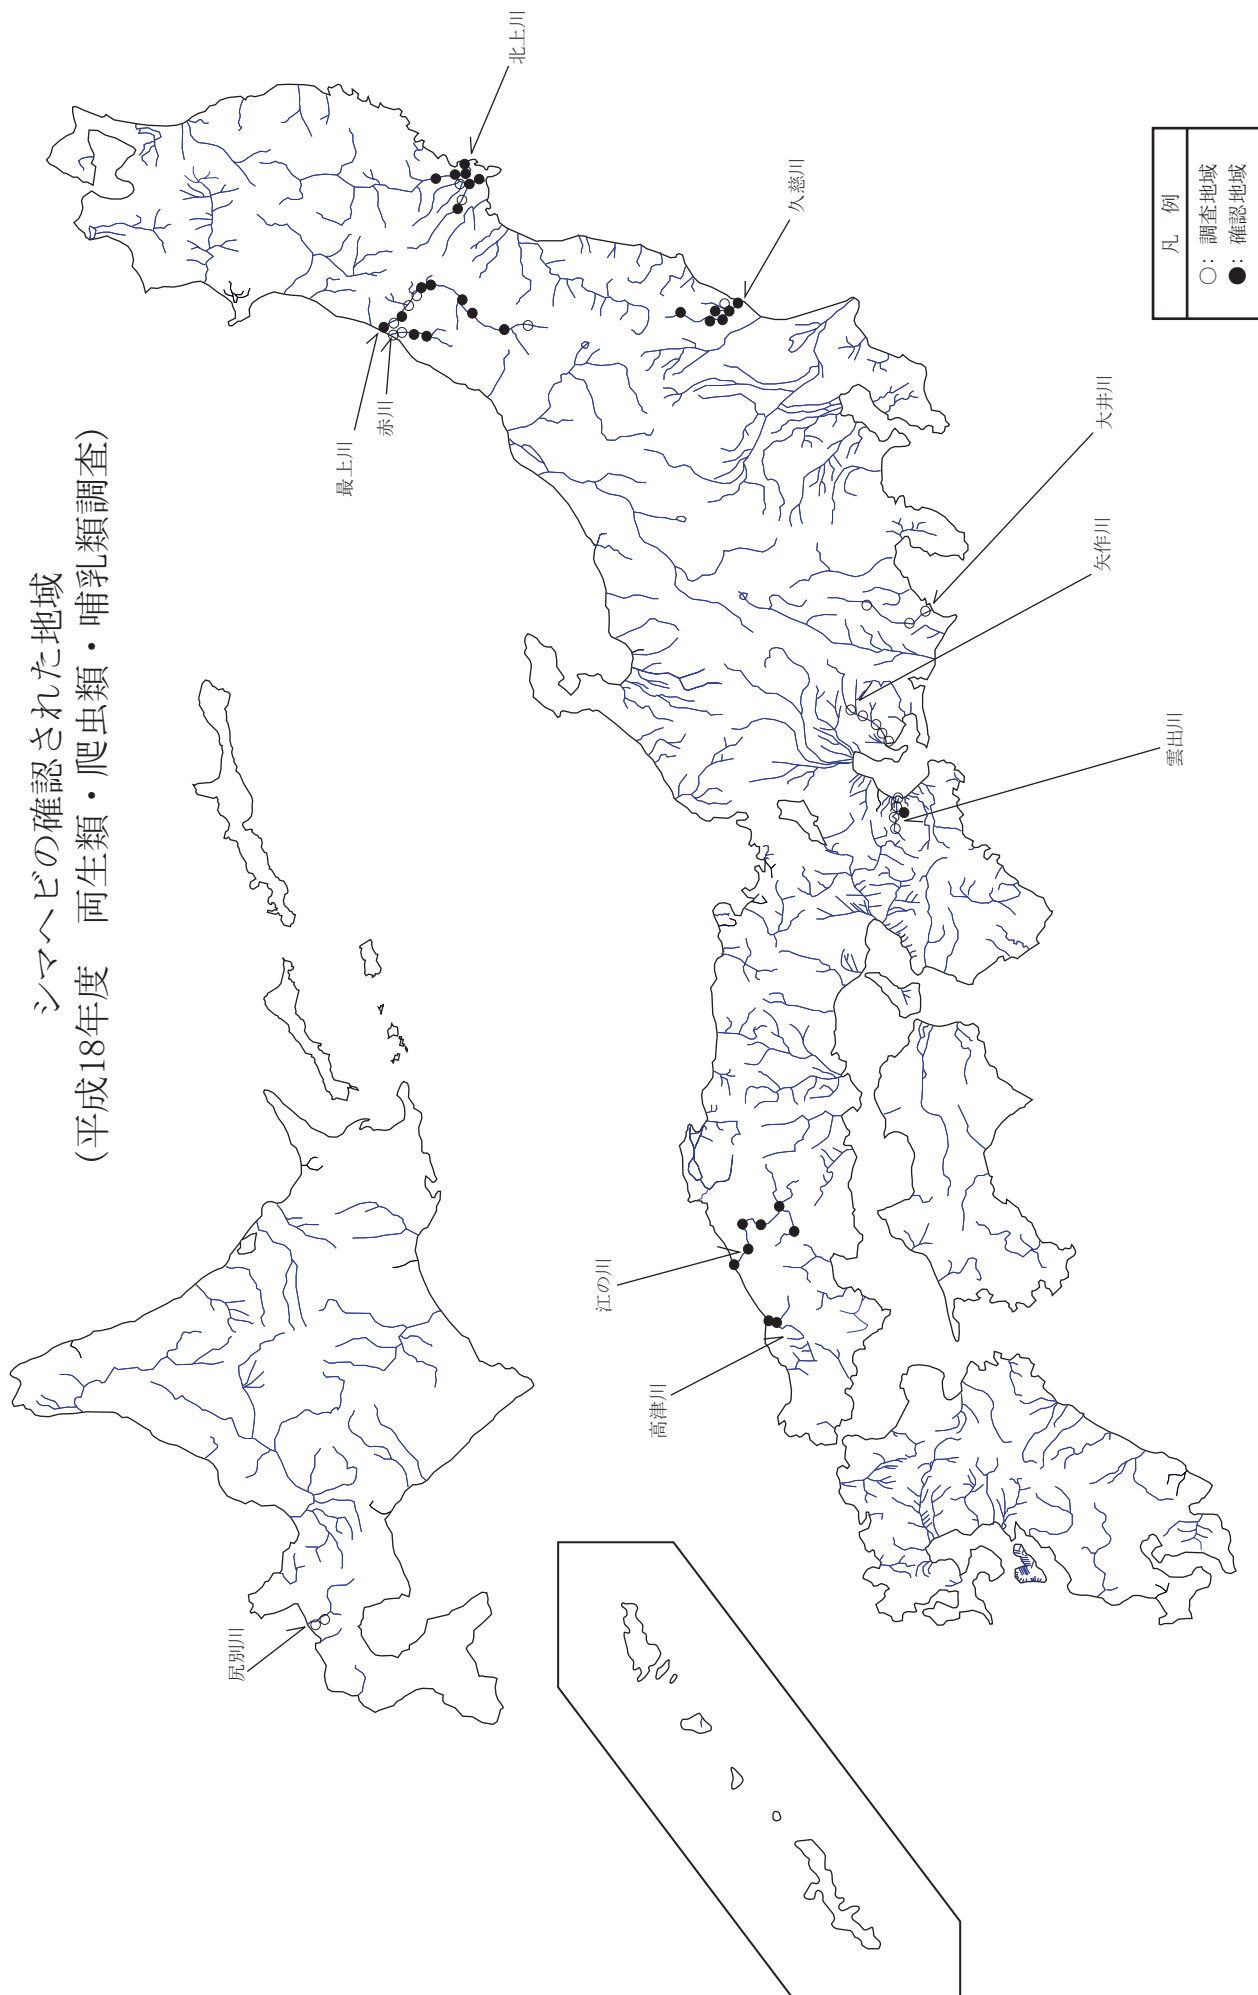 シマヘビの確認された地域
(平成18年度　両生類・爬虫類・哺乳類調査)
尻別川
北上川
最上川
赤川
久慈川
大井川
矢作川
雲出川
江の川
高津川
凡 例
○: 調査地域
●: 確認地域